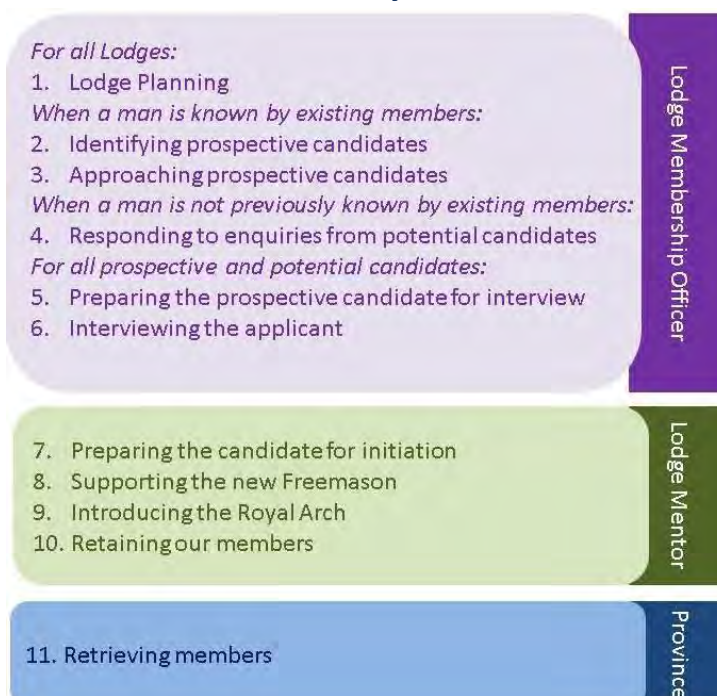 For all Lodges:
1. Lodge Planning
When a man is known by existing members:
2. Identifying prospective candidates
3. Approaching prospective candidates
When a man is not previously known by existing members:
4. Responding to enquiries from potential candidates
For all prospective and potential candidates:
5. Preparing the prospective candidate for interview
6. Interviewing the applicant
Lodge Membership Officer
7. Preparing the candidate for initiation
8. Supporting the new Freemason
9. Introducing the Royal Arch
10. Retaining our members
Lodge Mentor
11. Retrieving members
Province